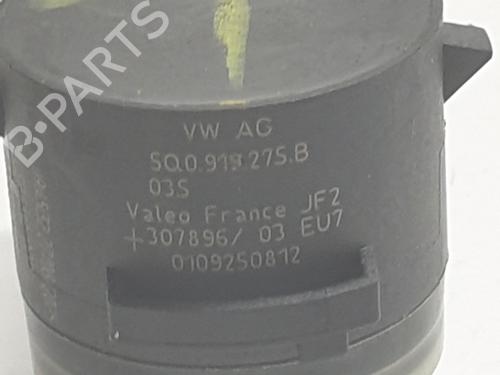 B-PARTS
VW AG
5Q0.919.275.B
03S
Valeo France JF2
+307896/ 03 EU7
0109250812